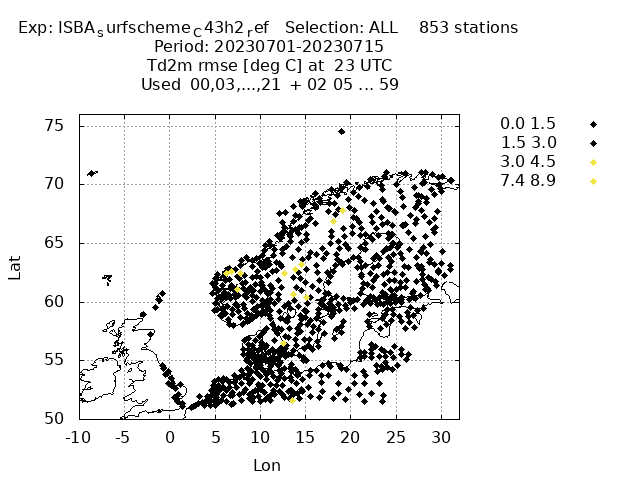 Exp: ISBAsurfschemeC43h2ref   Selection: ALL    853 stations
Period: 20230701-20230715
Td2m rmse [deg C] at  23 UTC
Used  00,03,...,21  + 02 05 ... 59
0.0 1.5
1.5 3.0
3.0 4.5
7.4 8.9
75
70
65
60
55
50
Lat
-10 -5 0 5 10 15 20 25 30
Lon